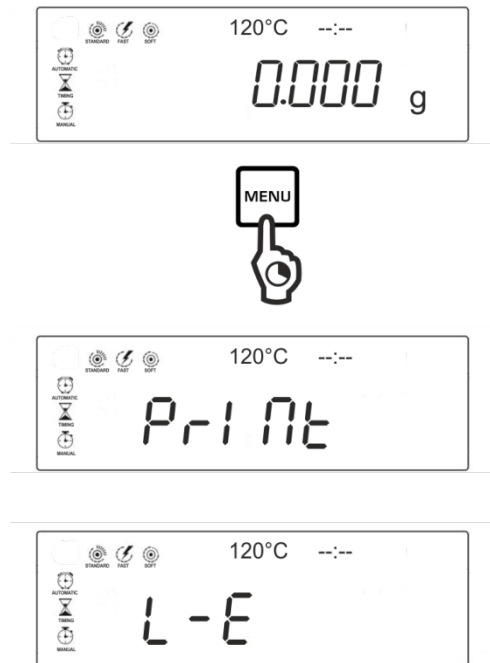 120°C --:--
STANDARD FAST SOFT
AUTOMATIC
0.000 g
TIMING
MANUAL
MENU
120°C --:--
STANDARD FAST SOFT
AUTOMATIC
PrINt
TIMING
MANUAL
120°C --:--
STANDARD FAST SOFT
AUTOMATIC
L-E
TIMING
MANUAL